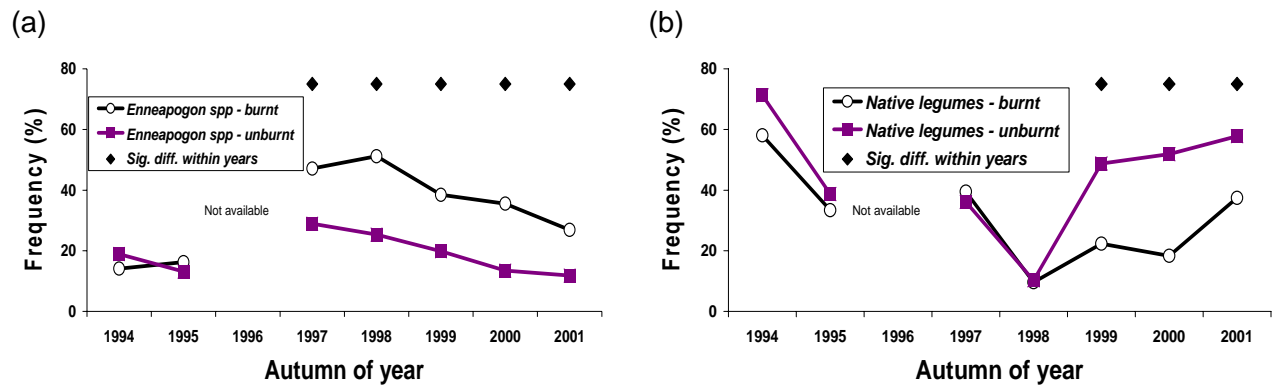 (a)
80
60
40
20
0
Frequency (%)
Enneapogon spp - burnt
Enneapogon spp - unburnt
Sig. diff. within years
Not available
1994 1995 1996 1997 1998 1999 2000 2001
Autumn of year
(b)
80
60
40
20
0
Frequency (%)
Native legumes - burnt
Native legumes - unburnt
Sig. diff. within years
Not available
1994 1995 1996 1997 1998 1999 2000 2001
Autumn of year